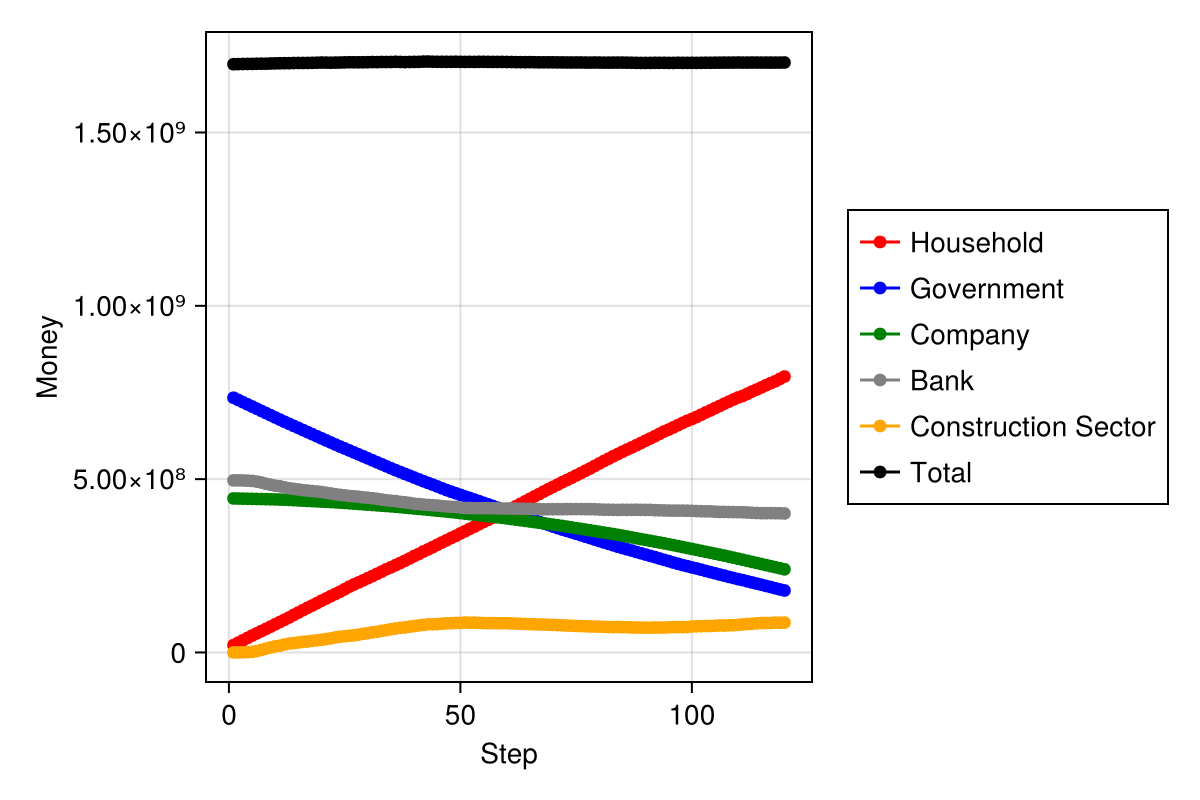 1.50×10⁹
1.00×10⁹
5.00×10⁸
0
Money
0 50 100
Step
Household
Government
Company
Bank
Construction Sector
Total